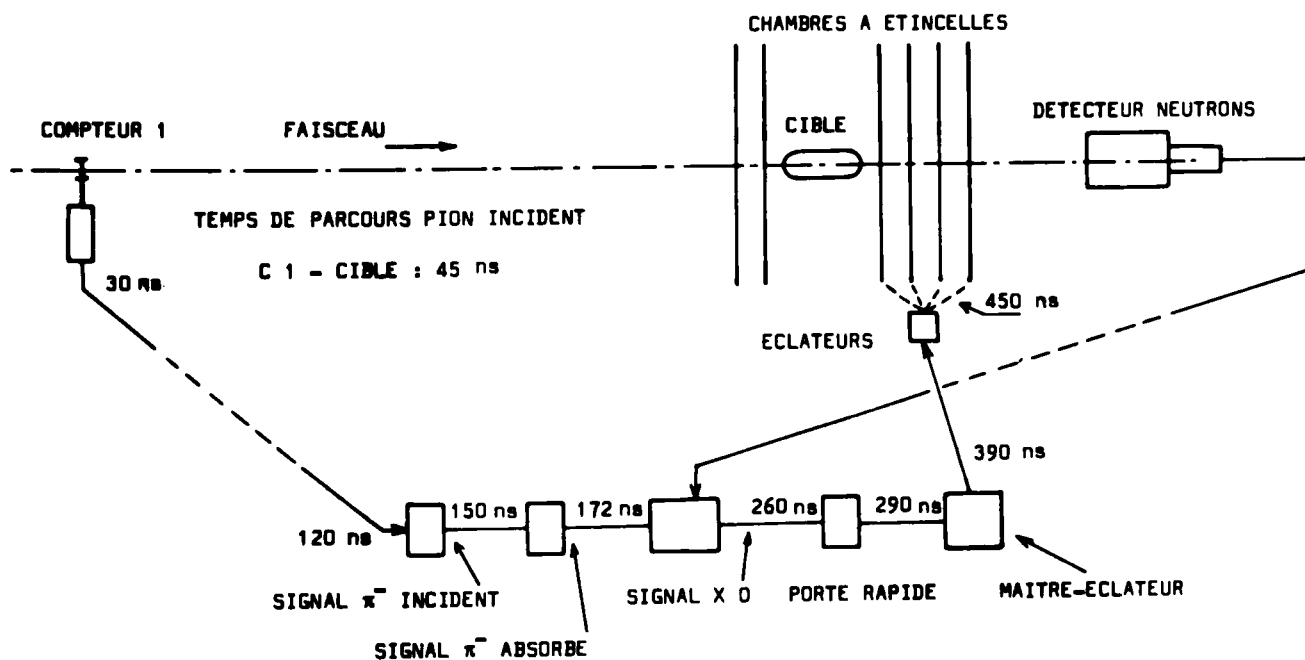 CHAMBRES A ETINCELLES
COMPTEUR 1
FAISCEAU
CIBLE
DETECTEUR NEUTRONS
TEMPS DE PARCOURS PION INCIDENT
C 1 - CIBLE : 45 ns
30 ns
450 ns
ECLATEURS
390 ns
120 ns
150 ns
172 ns
260 ns
290 ns
SIGNAL π⁻ INCIDENT
SIGNAL X 0
PORTE RAPIDE
MAITRE-ECLATEUR
SIGNAL π⁻ ABSORBE